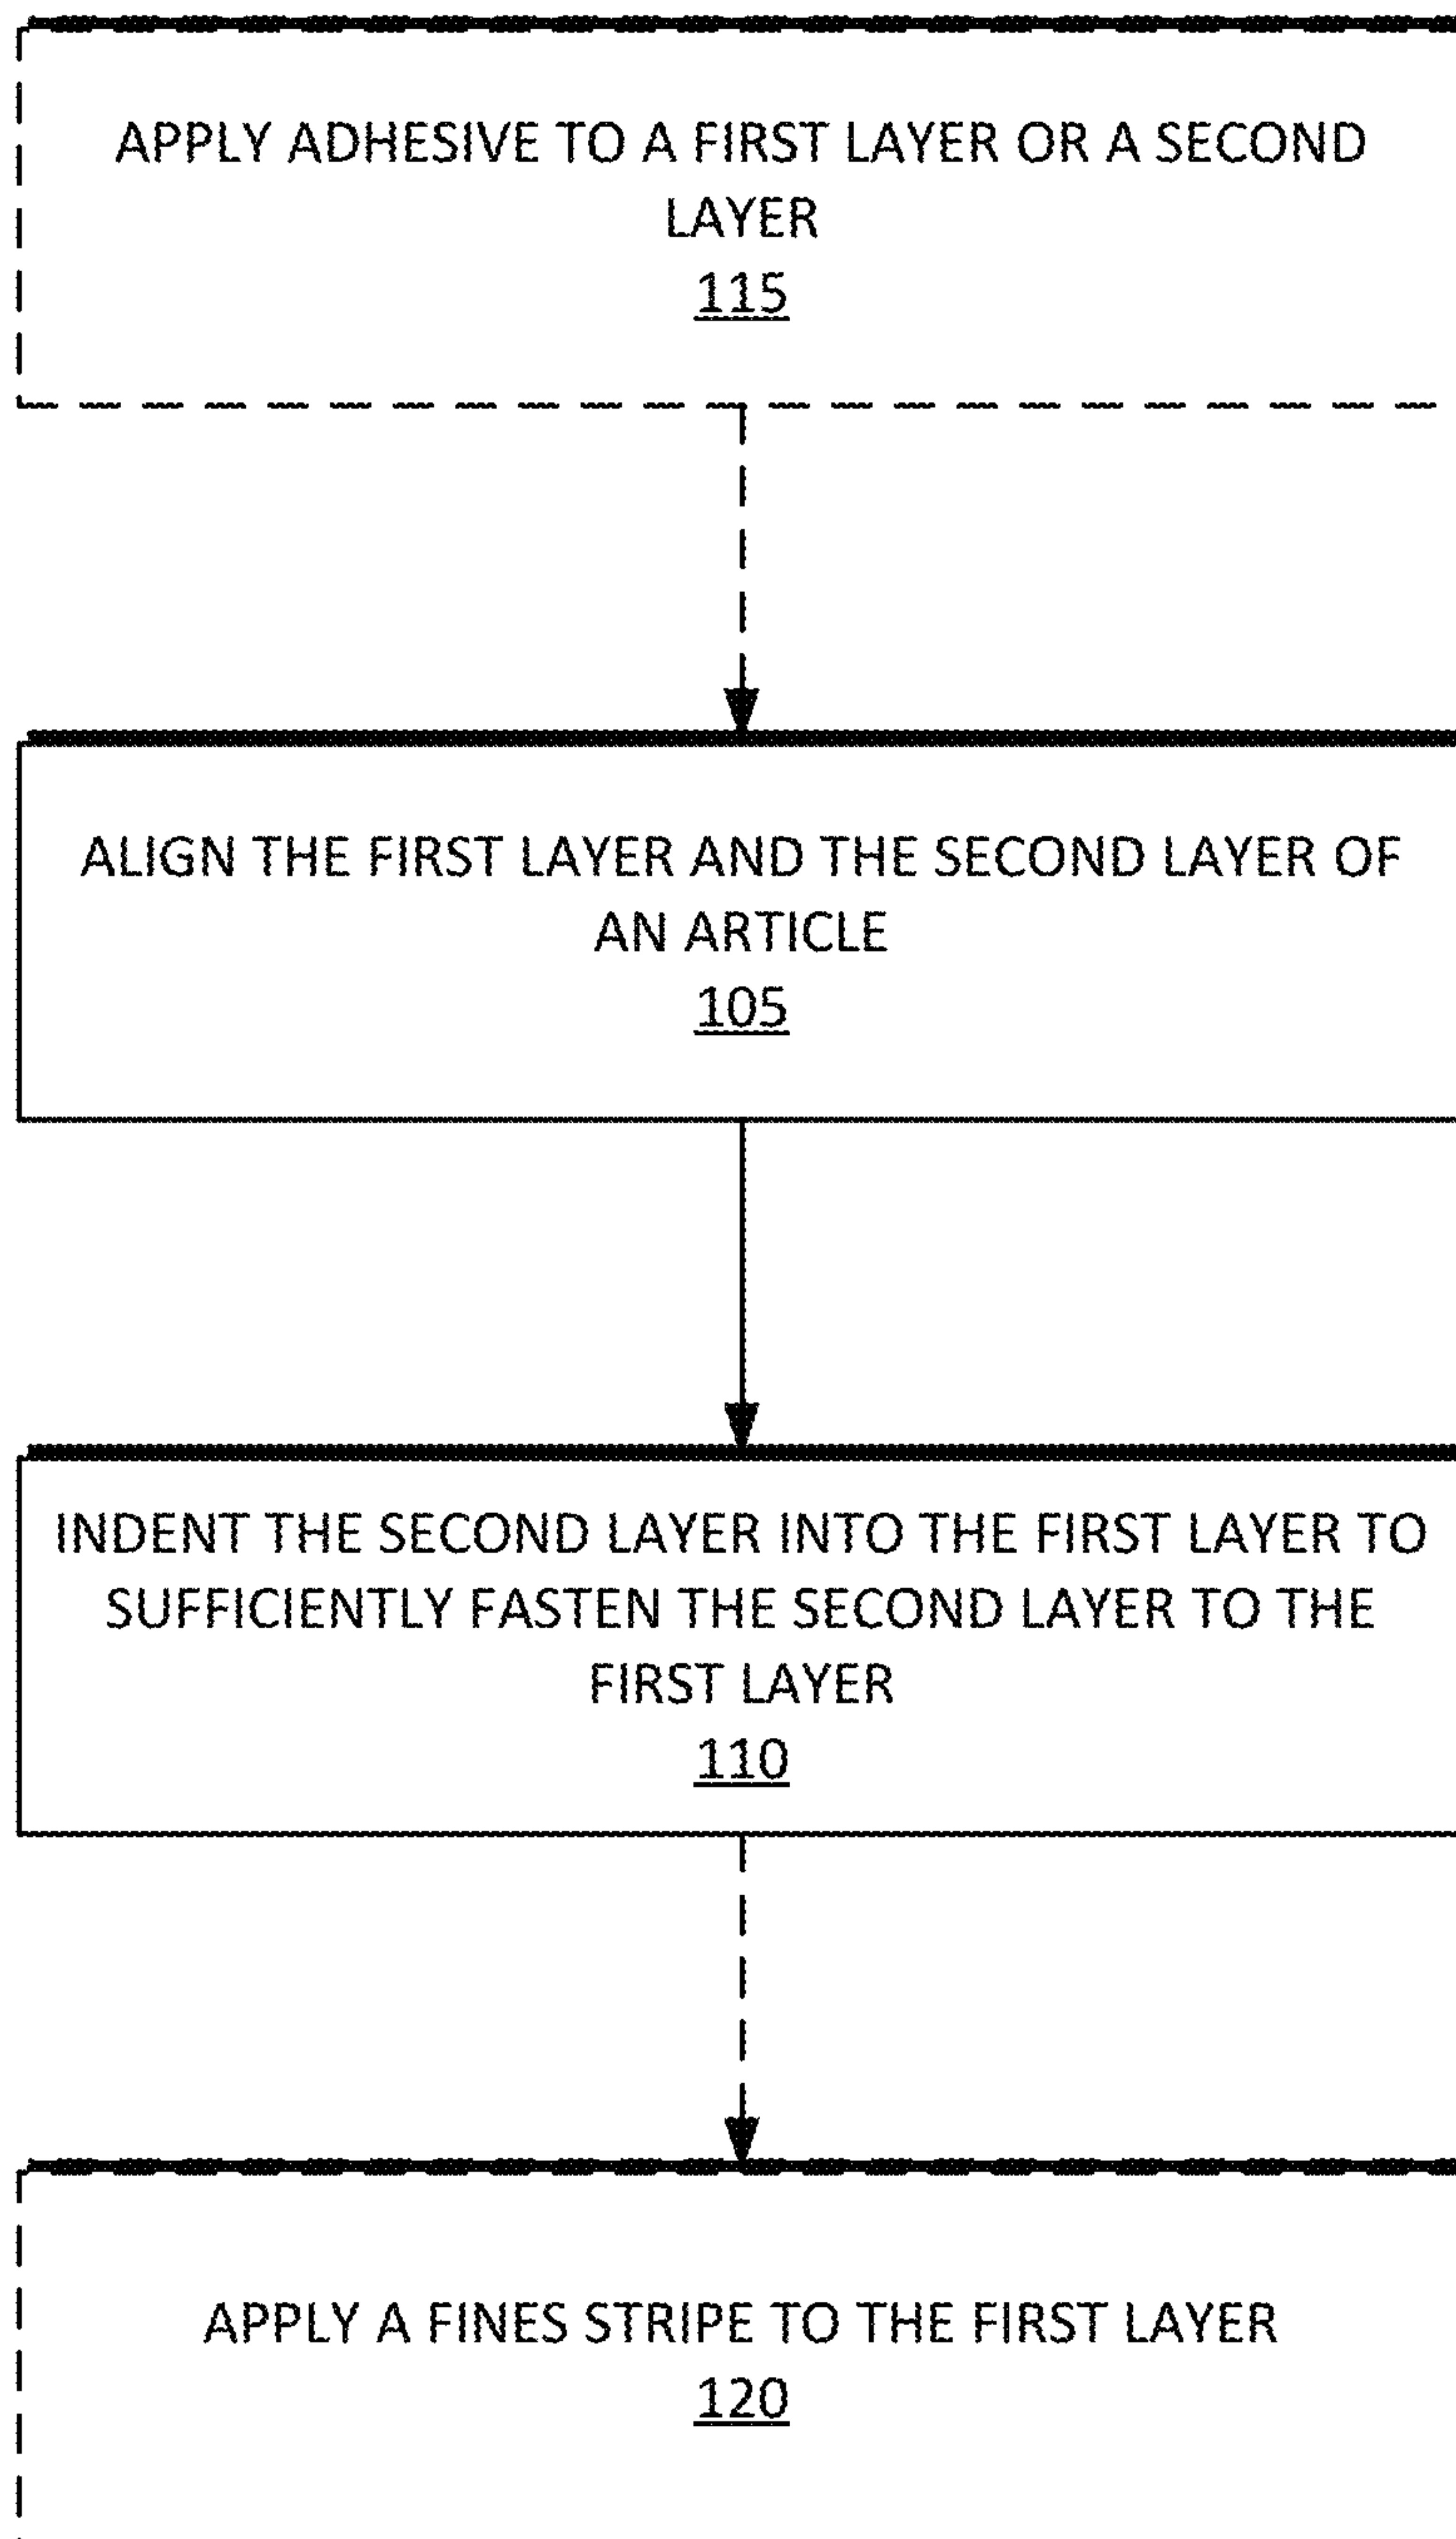 APPLY ADHESIVE TO A FIRST LAYER OR A SECOND
LAYER
115
ALIGN THE FIRST LAYER AND THE SECOND LAYER OF
AN ARTICLE
105
INDENT THE SECOND LAYER INTO THE FIRST LAYER TO
SUFFICIENTLY FASTEN THE SECOND LAYER TO THE
FIRST LAYER
110
APPLY A FINES STRIPE TO THE FIRST LAYER
120